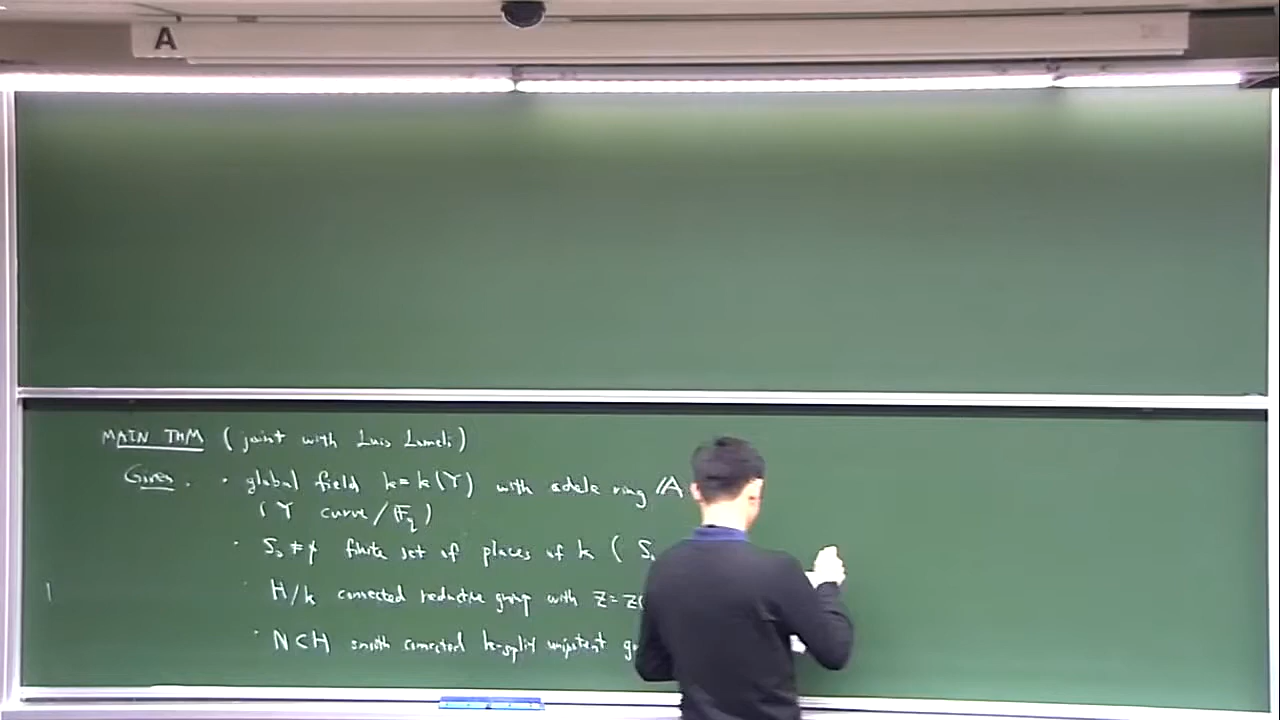 A
MAIN THM (joint with Luis Lomeli)
Given. · global field k = k(Y) with adele ring /A
(Y curve / 𝔽_q)
· S₀ ≠ ∅ finite set of places of k ( S
· H/k connected reductive group with Z = Z(
· N ⊂ H smooth connected k-split unipotent